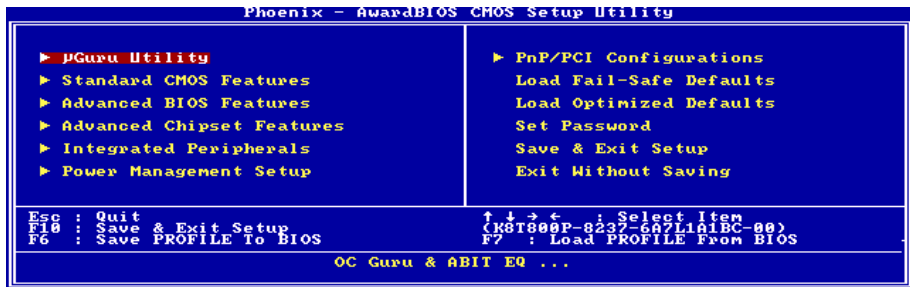 Phoenix - AwardBIOS CMOS Setup Utility
µGuru Utility
Standard CMOS Features
Advanced BIOS Features
Advanced Chipset Features
Integrated Peripherals
Power Management Setup
PnP/PCI Configurations
Load Fail-Safe Defaults
Load Optimized Defaults
Set Password
Save & Exit Setup
Exit Without Saving
Esc : Quit
F10 : Save & Exit Setup
F6 : Save PROFILE To BIOS
↑ ↓ → ← : Select Item
(K8T800P-8237-6A7L1A1BC-00)
F7 : Load PROFILE From BIOS
OC Guru & ABIT EQ ...